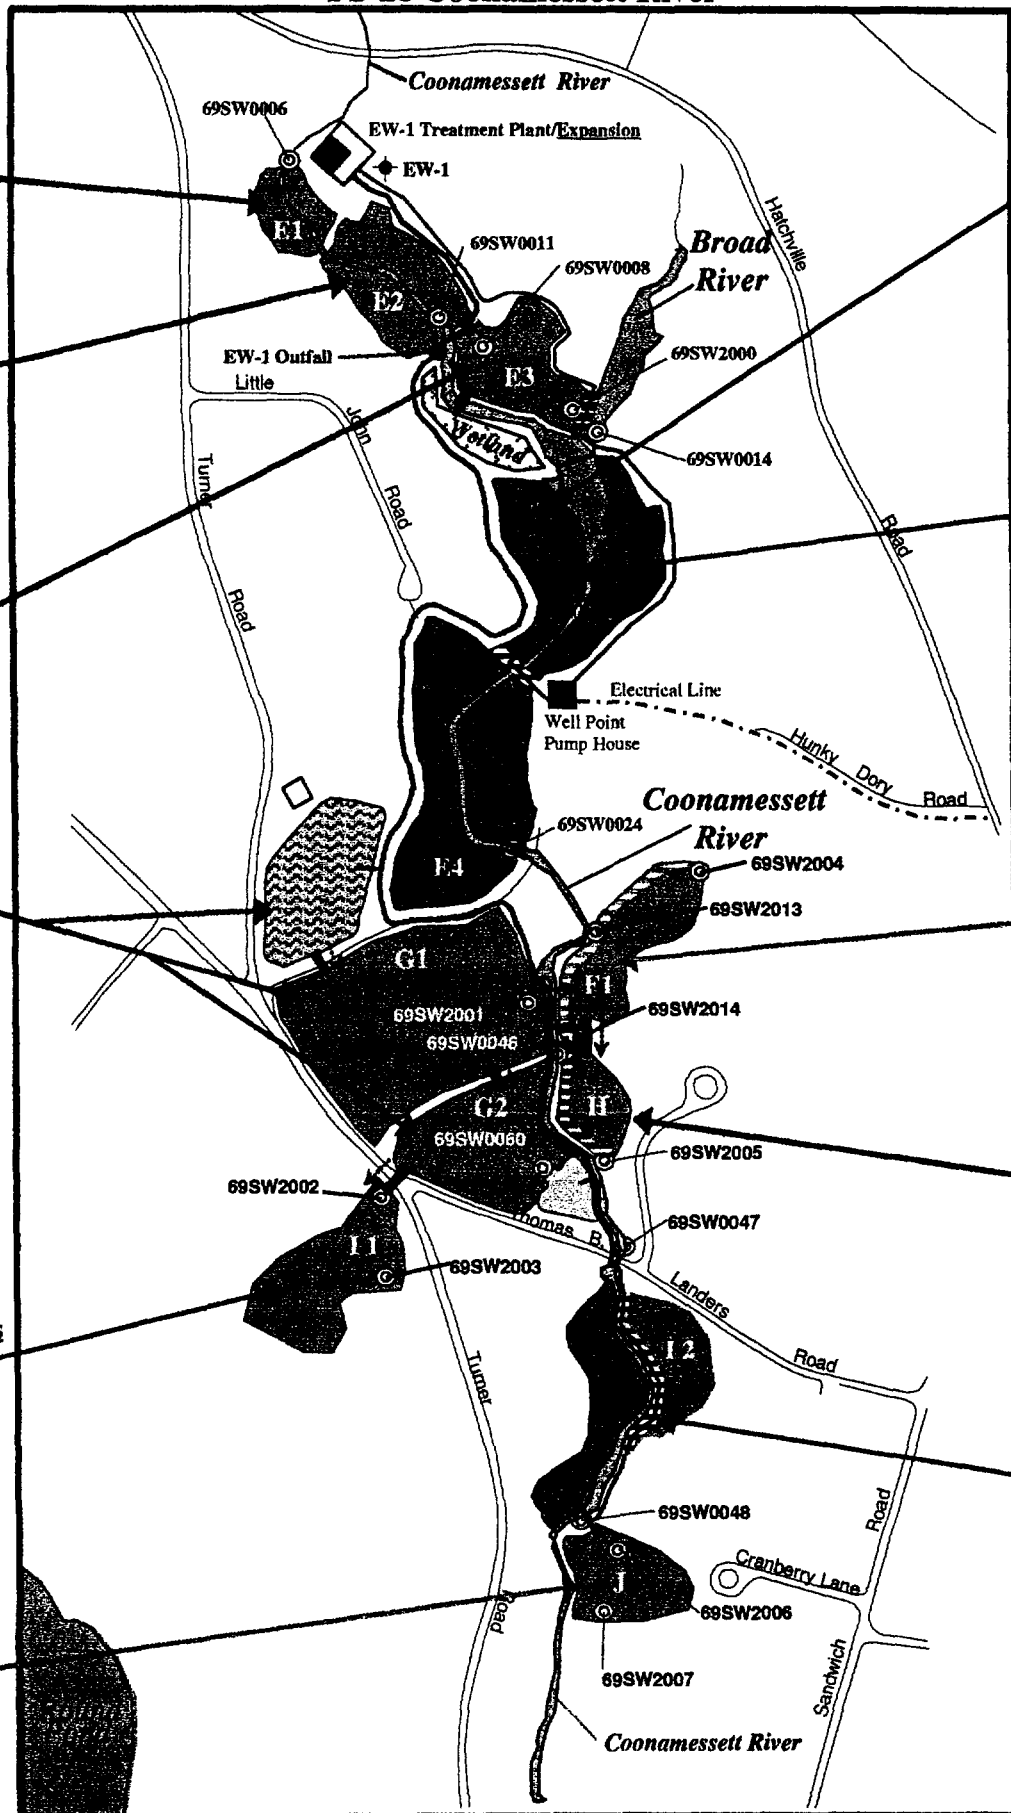 Coonamessett River
69SW0006
EW-1 Treatment Plant/Expansion
EW-1
E1
Hatchville
69SW0011
Broad
River
69SW0008
E2
69SW2000
EW-1 Outfall
E3
Little
John
Wetland
69SW0014
Turner
Road
Road
Road
Electrical Line
Well Point
Pump House
Hunky Dory Road
Coonamessett
River
69SW0024
69SW2004
E4
69SW2013
G1
F1
69SW2001
69SW2014
69SW0046
G2
H
69SW0060
69SW2005
69SW2002
Thomas B.
69SW0047
I 1
69SW2003
Landers
I 2
Road
Turner
69SW0048
Road
Cranberry Lane
J
69SW2006
Road
Sandwich
69SW2007
Coonamessett River